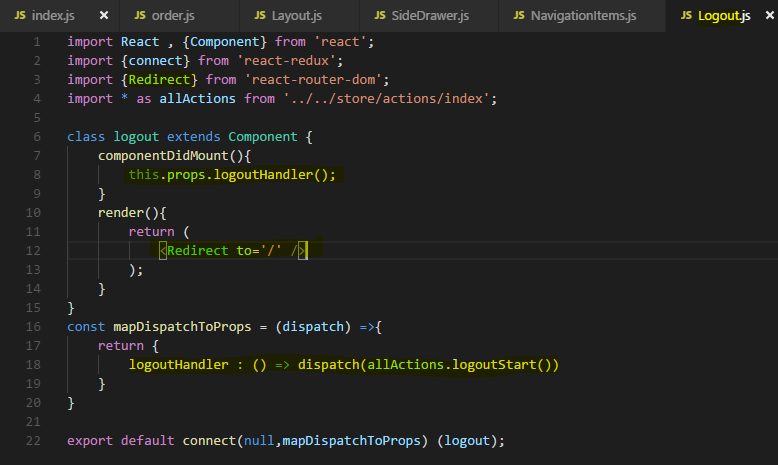 JS index.js × JS order.js JS Layout.js JS SideDrawer.js JS NavigationItems.js JS Logout.js ×
1 import React , {Component} from 'react';
2 import {connect} from 'react-redux';
3 import {Redirect} from 'react-router-dom';
4 import * as allActions from '../../store/actions/index';
5
6 class logout extends Component {
7 componentDidMount(){
8 this.props.logoutHandler();
9 }
10 render(){
11 return (
12 <Redirect to='/' />
13 );
14 }
15 }
16 const mapDispatchToProps = (dispatch) =>{
17 return {
18 logoutHandler : () => dispatch(allActions.logoutStart())
19 }
20 }
21
22 export default connect(null,mapDispatchToProps) (logout);